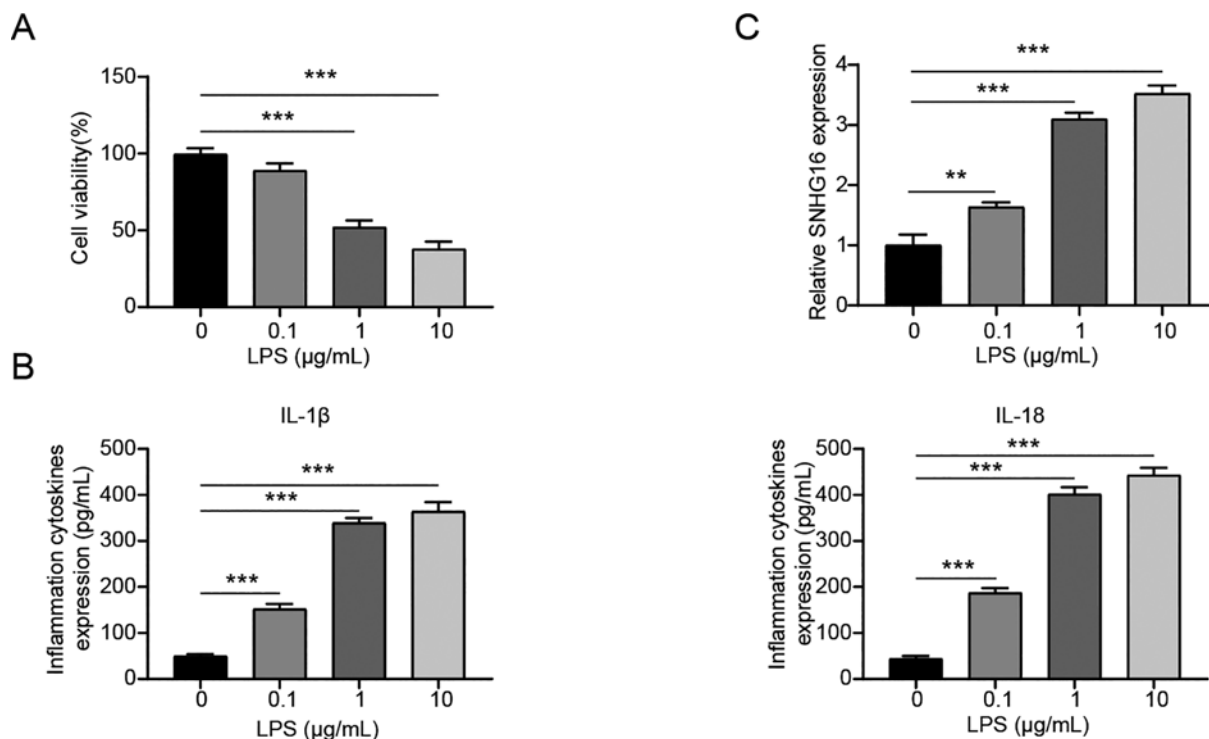 A
Cell viability(%)
150
100
50
0
***
***
0 0.1 1 10
LPS (μg/mL)
C
Relative SNHG16 expression
4
3
2
1
0
***
***
**
0 0.1 1 10
LPS (μg/mL)
B
IL-1β
Inflammation cytoskines
expression (pg/mL)
500
400
300
200
100
0
***
***
***
0 0.1 1 10
LPS (μg/mL)
IL-18
Inflammation cytoskines
expression (pg/mL)
500
400
300
200
100
0
***
***
***
0 0.1 1 10
LPS (μg/mL)